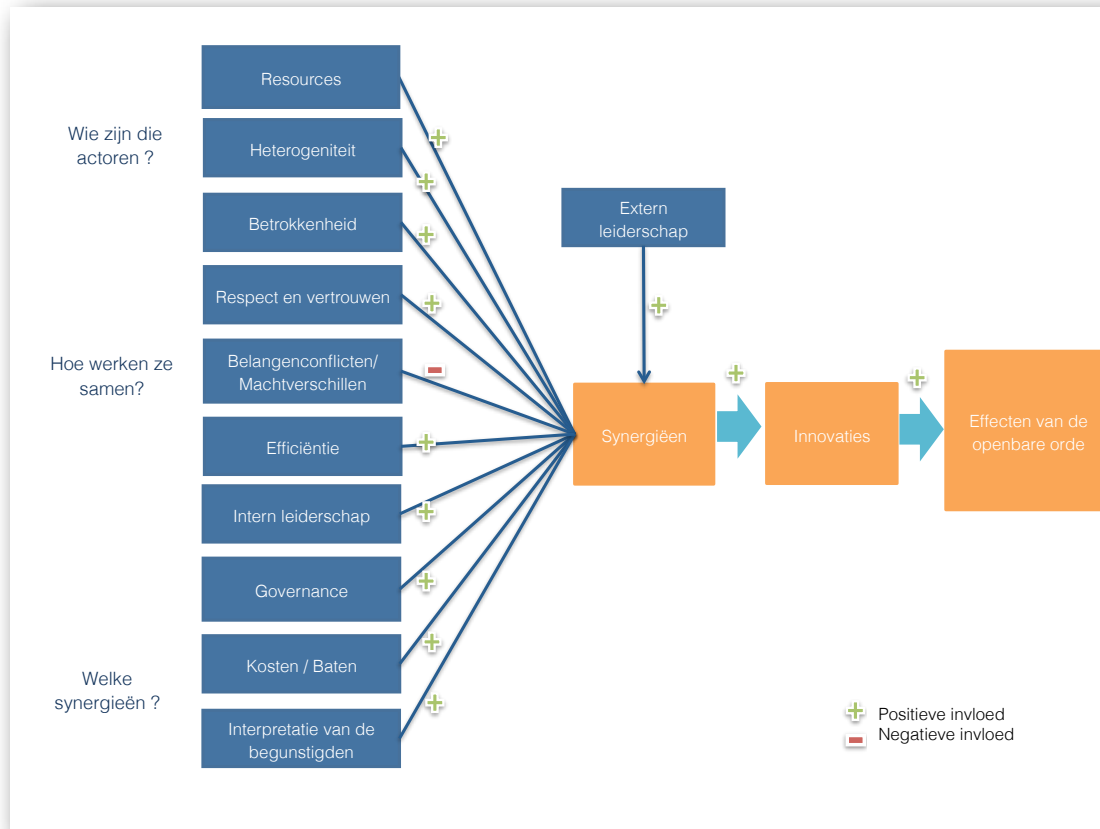 Wie zijn die
actoren ?
Hoe werken ze
samen?
Welke
synergieën ?
Resources
Heterogeniteit
Betrokkenheid
Respect en vertrouwen
Belangenconflicten/
Machtverschillen
Efficiëntie
Intern leiderschap
Governance
Kosten / Baten
Interpretatie van de
begunstigden
Extern
leiderschap
Synergiëen
Innovaties
Effecten van de
openbare orde
Positieve invloed
Negatieve invloed